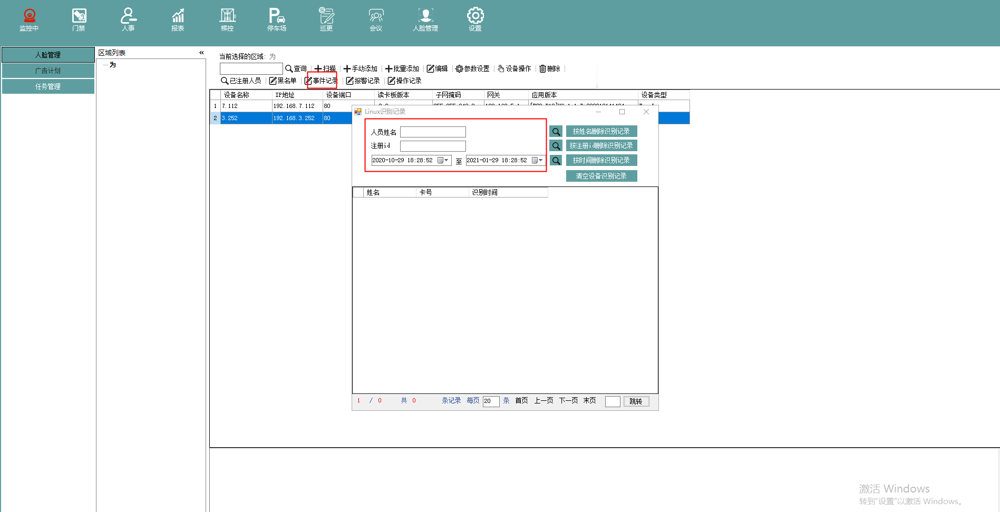 监控中 门禁 人事 报表 梯控 停车场 巡更 会议 人脸管理 设置
人脸管理
广告计划
任务管理
区域列表 «
为
当前选择的区域: 为
查询 扫描 手动添加 批量添加 编辑 参数设置 设备操作 删除
已注册人员 黑名单 事件记录 报警记录 操作记录
设备名称 IP地址 设备端口 读卡板版本 子网掩码 网关 应用版本 设备类型
1 7.112 192.168.7.112 80
2 3.252 192.168.3.252 80
Linux识别记录
人员姓名 按姓名删除识别记录
注册id 按注册id删除识别记录
2020-10-29 18:28:52 至 2021-01-29 18:28:52 按时间删除识别记录
清空设备识别记录
姓名 卡号 识别时间
1 / 0 共 0 条记录 每页 20 条 首页 上一页 下一页 末页 跳转
激活 Windows
转到"设置"以激活 Windows。